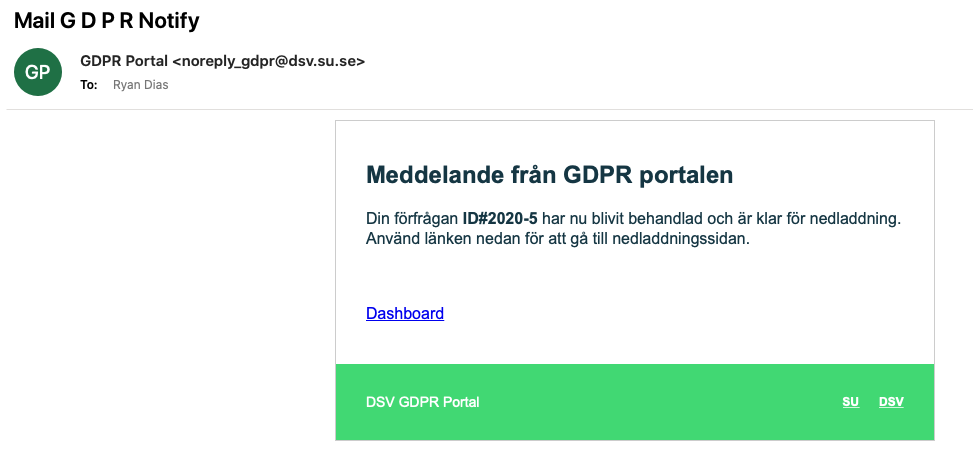 Mail G D P R Notify
GP
GDPR Portal <noreply_gdpr@dsv.su.se>
To: Ryan Dias
Meddelande från GDPR portalen
Din förfrågan ID#2020-5 har nu blivit behandlad och är klar för nedladdning.
Använd länken nedan för att gå till nedladdningssidan.
Dashboard
DSV GDPR Portal SU DSV